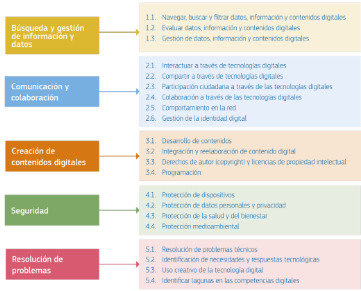 Búsqueda y gestión
de información y
datos
1.1. Navegar, buscar y filtrar datos, información y contenidos digitales
1.2. Evaluar datos, información y contenidos digitales
1.3. Gestión de datos, información y contenidos digitales
Comunicación y
colaboración
2.1. Interactuar a través de tecnologías digitales
2.2. Compartir a través de tecnologías digitales
2.3. Participación ciudadana a través de las tecnologías digitales
2.4. Colaboración a través de las tecnologías digitales
2.5. Comportamiento en la red
2.6. Gestión de la identidad digital
Creación de
contenidos digitales
3.1. Desarrollo de contenidos
3.2. Integración y reelaboración de contenido digital
3.3. Derechos de autor (copyright) y licencias de propiedad intelectual
3.4. Programación
Seguridad
4.1. Protección de dispositivos
4.2. Protección de datos personales y privacidad
4.3. Protección de la salud y del bienestar
4.4. Protección medioambiental
Resolución de
problemas
5.1. Resolución de problemas técnicos
5.2. Identificación de necesidades y respuestas tecnológicas
5.3. Uso creativo de la tecnología digital
5.4. Identificar lagunas en las competencias digitales